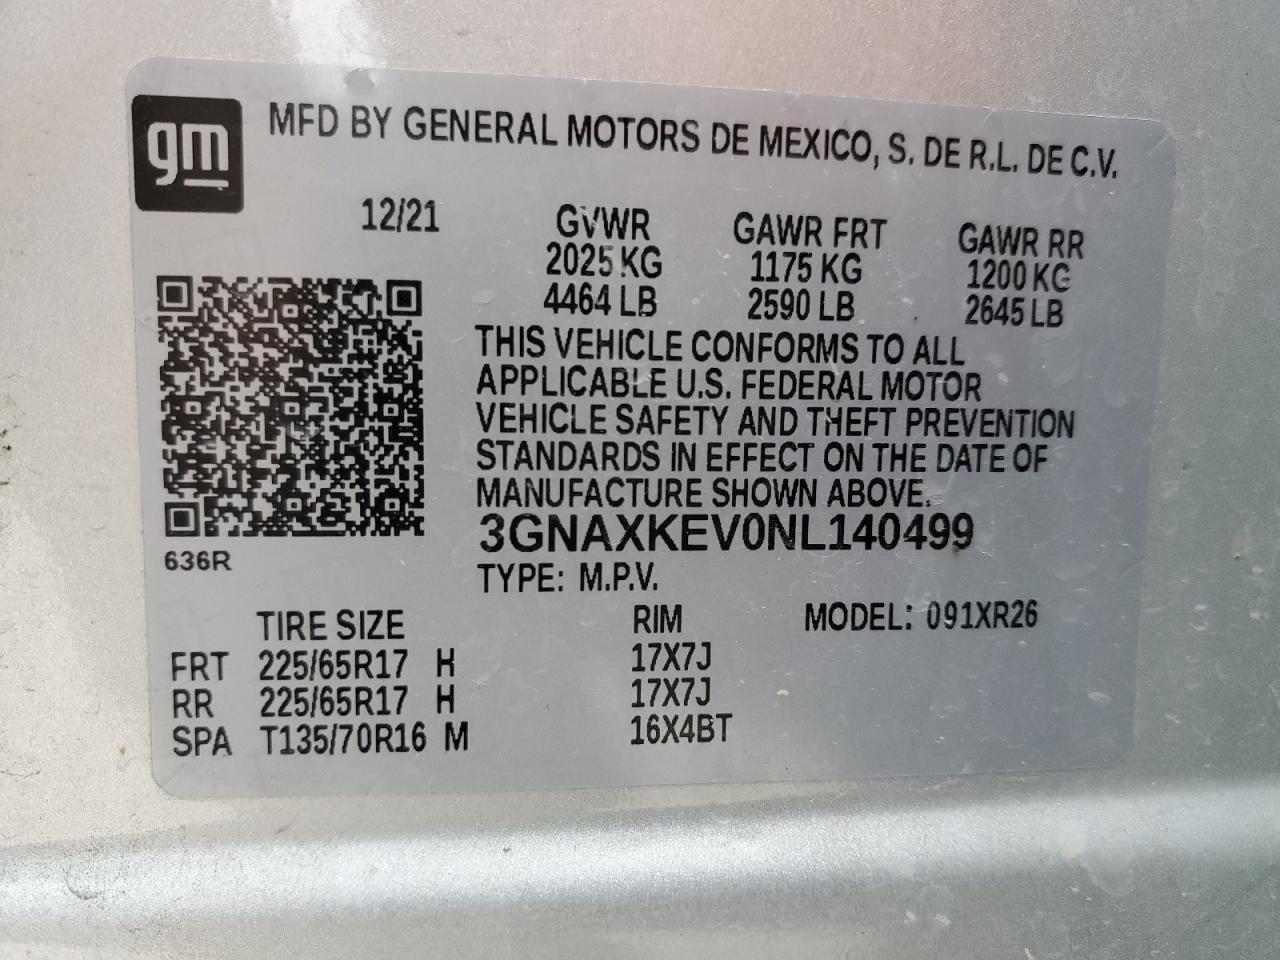 gm
MFD BY GENERAL MOTORS DE MEXICO, S. DE R.L. DE C.V.
12/21 GVWR GAWR FRT GAWR RR
2025 KG 1175 KG 1200 KG
4464 LB 2590 LB 2645 LB
THIS VEHICLE CONFORMS TO ALL
APPLICABLE U.S. FEDERAL MOTOR
VEHICLE SAFETY AND THEFT PREVENTION
STANDARDS IN EFFECT ON THE DATE OF
MANUFACTURE SHOWN ABOVE.
3GNAXKEV0NL140499
636R
TYPE: M.P.V.
TIRE SIZE RIM MODEL: 091XR26
FRT 225/65R17 H 17X7J
RR 225/65R17 H 17X7J
SPA T135/70R16 M 16X4BT